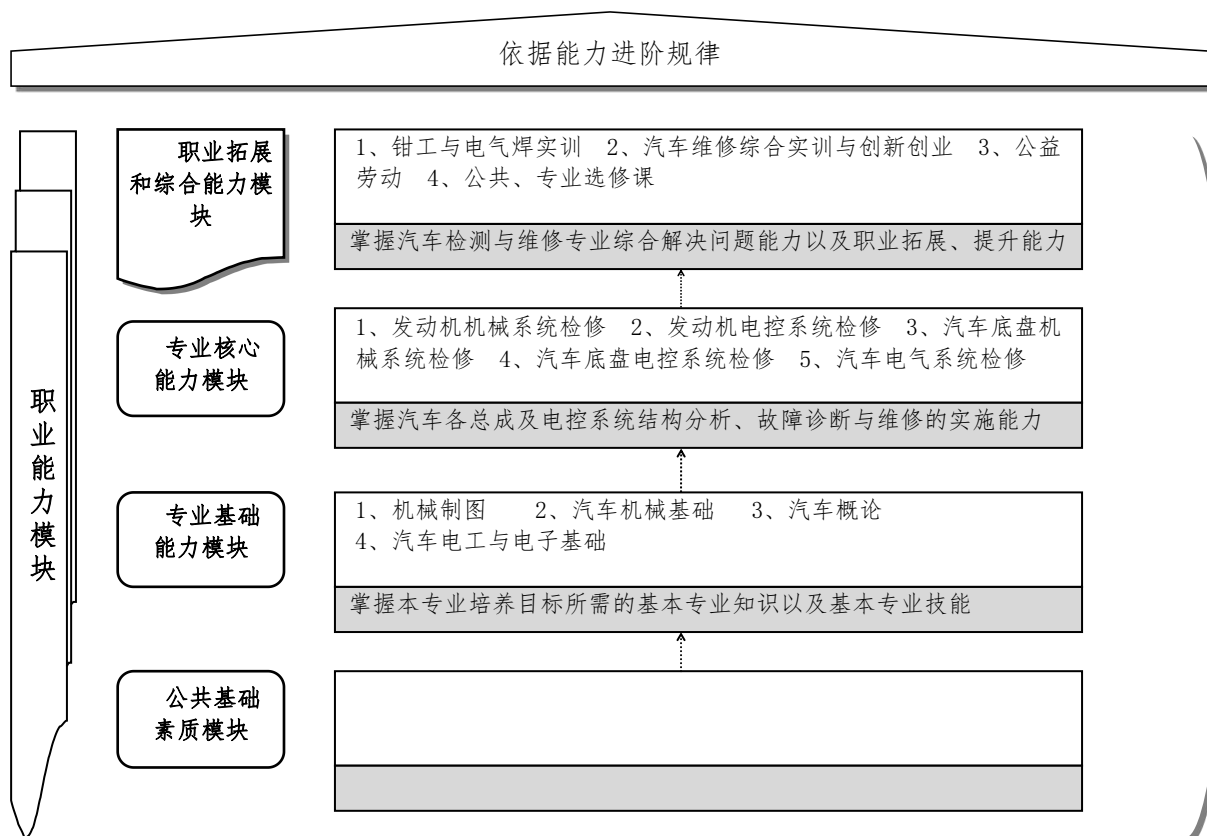 依据能力进阶规律
职业拓展
和综合能力模
块
1、钳工与电气焊实训 2、汽车维修综合实训与创新创业 3、公益
劳动 4、公共、专业选修课
掌握汽车检测与维修专业综合解决问题能力以及职业拓展、提升能力
专业核心
能力模块
1、发动机机械系统检修 2、发动机电控系统检修 3、汽车底盘机
械系统检修 4、汽车底盘电控系统检修 5、汽车电气系统检修
掌握汽车各总成及电控系统结构分析、故障诊断与维修的实施能力
职
业
能
力
模
块
专业基础
能力模块
1、机械制图 2、汽车机械基础 3、汽车概论
4、汽车电工与电子基础
掌握本专业培养目标所需的基本专业知识以及基本专业技能
公共基础
素质模块